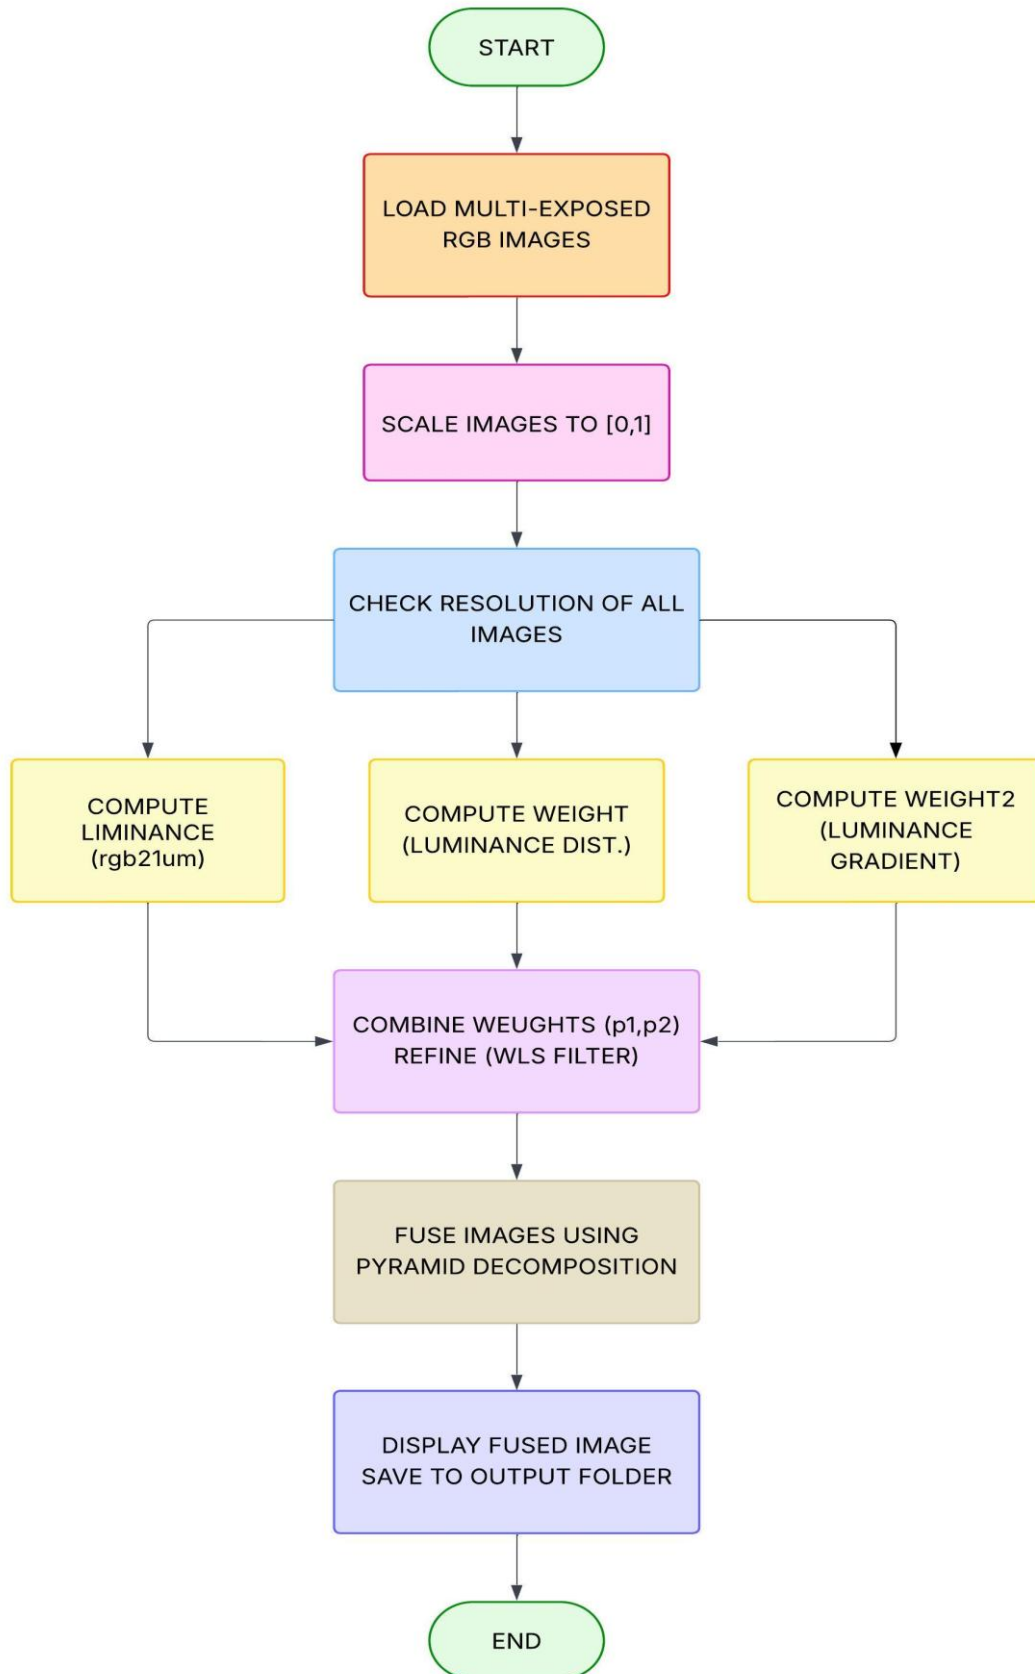 START
LOAD MULTI-EXPOSED
RGB IMAGES
SCALE IMAGES TO [0,1]
CHECK RESOLUTION OF ALL
IMAGES
COMPUTE
LIMINANCE
(rgb21um)
COMPUTE WEIGHT
(LUMINANCE DIST.)
COMPUTE WEIGHT2
(LUMINANCE
GRADIENT)
COMBINE WEUGHTS (p1,p2)
REFINE (WLS FILTER)
FUSE IMAGES USING
PYRAMID DECOMPOSITION
DISPLAY FUSED IMAGE
SAVE TO OUTPUT FOLDER
END